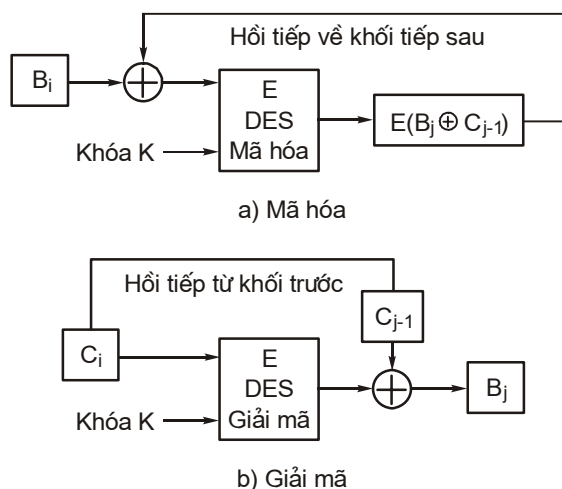 Hồi tiếp về khối tiếp sau
Bi
E
DES
Mã hóa
E(Bj ⊕ Cj-1)
Khóa K
a) Mã hóa
Hồi tiếp từ khối trước
Cj-1
Ci
E
DES
Giải mã
Bj
Khóa K
b) Giải mã